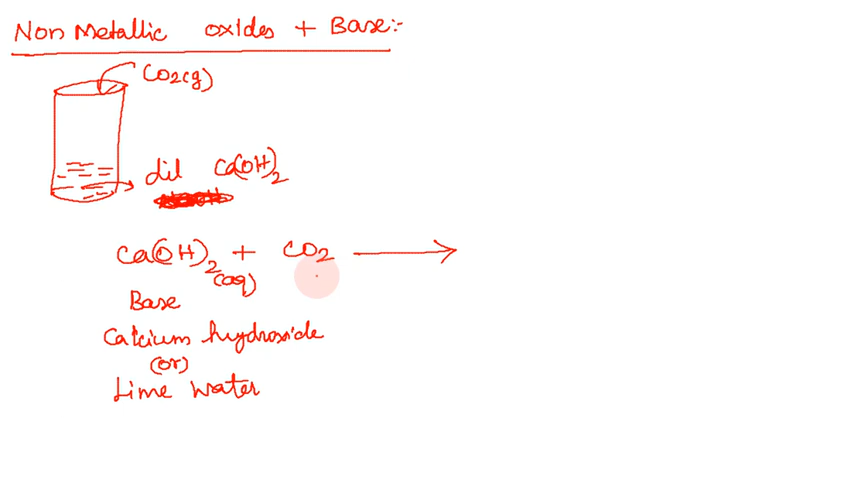 Non Metallic oxides + Base:-
CO2(g)
dil Ca(OH)2
Ca(OH)2(aq) + CO2 →
Base
Calcium hydroxide
(or)
Lime water